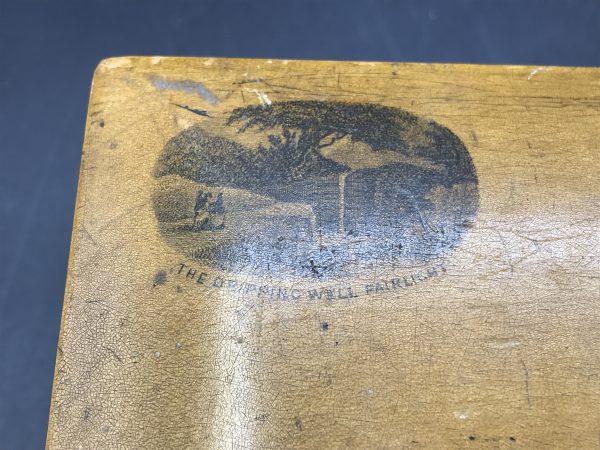 THE DRIPPING WELL FAIRLIGHT